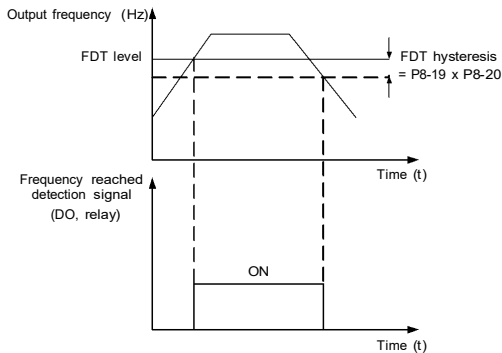 Output frequency (Hz)
FDT level
FDT hysteresis
= P8-19 x P8-20
Time (t)
Frequency reached
detection signal
(DO, relay)
ON
Time (t)